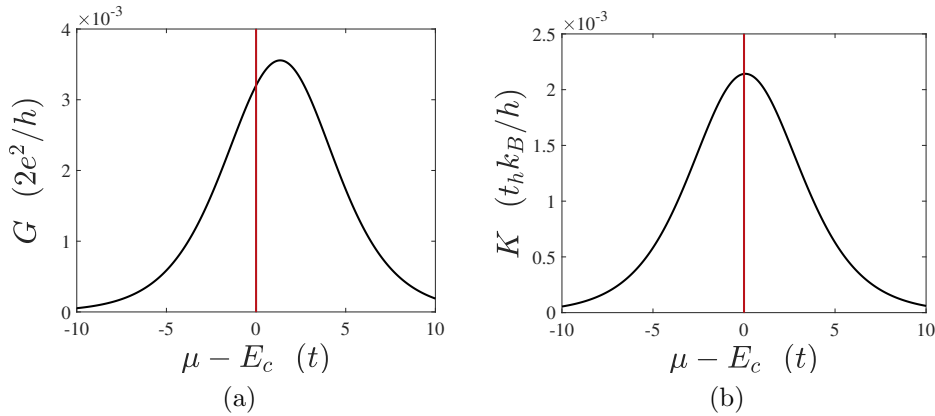 ×10⁻³
4
3
2
1
0
G (2e²/h)
-10 -5 0 5 10
μ − E_c (t)
(a)
×10⁻³
2.5
2
1.5
1
0.5
0
K (t_h k_B/h)
-10 -5 0 5 10
μ − E_c (t)
(b)